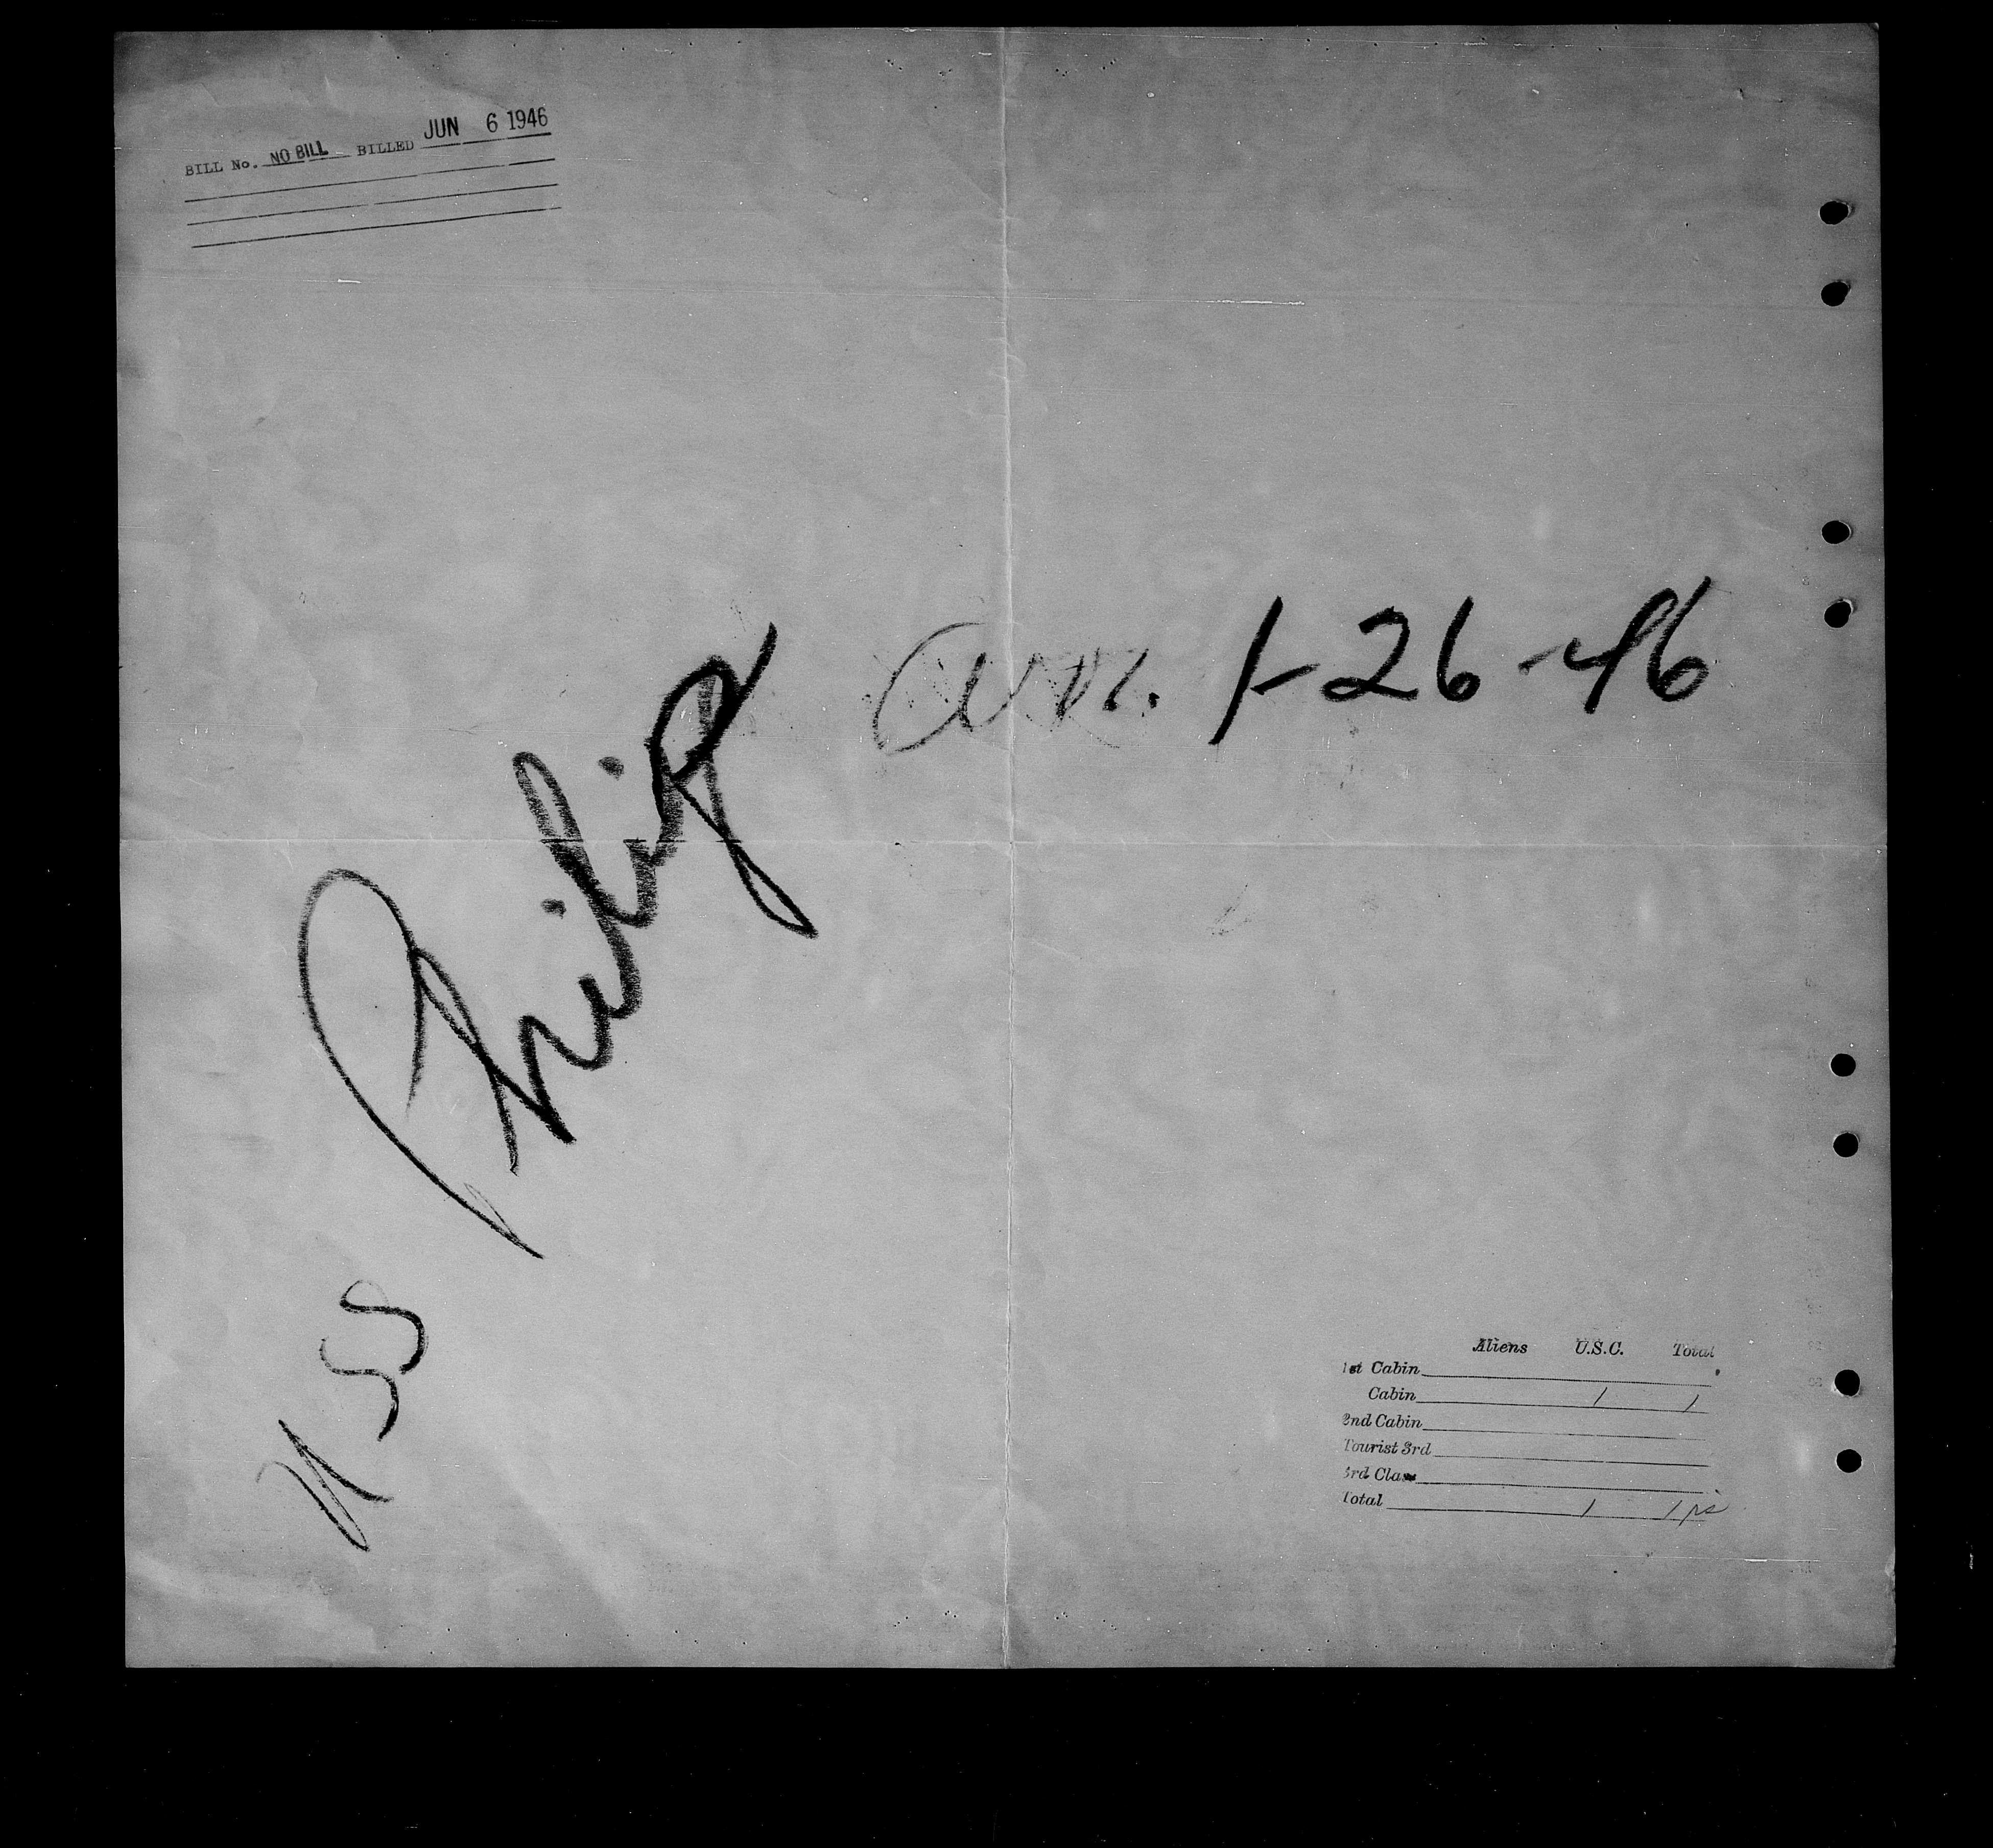 BILL No. NO BILL BILLED JUN 6 1946
arr. 1-26-46
USS Philip
Aliens U.S.C. Total
1st Cabin
Cabin 1 1
2nd Cabin
Tourist 3rd
3rd Class
Total 1 1